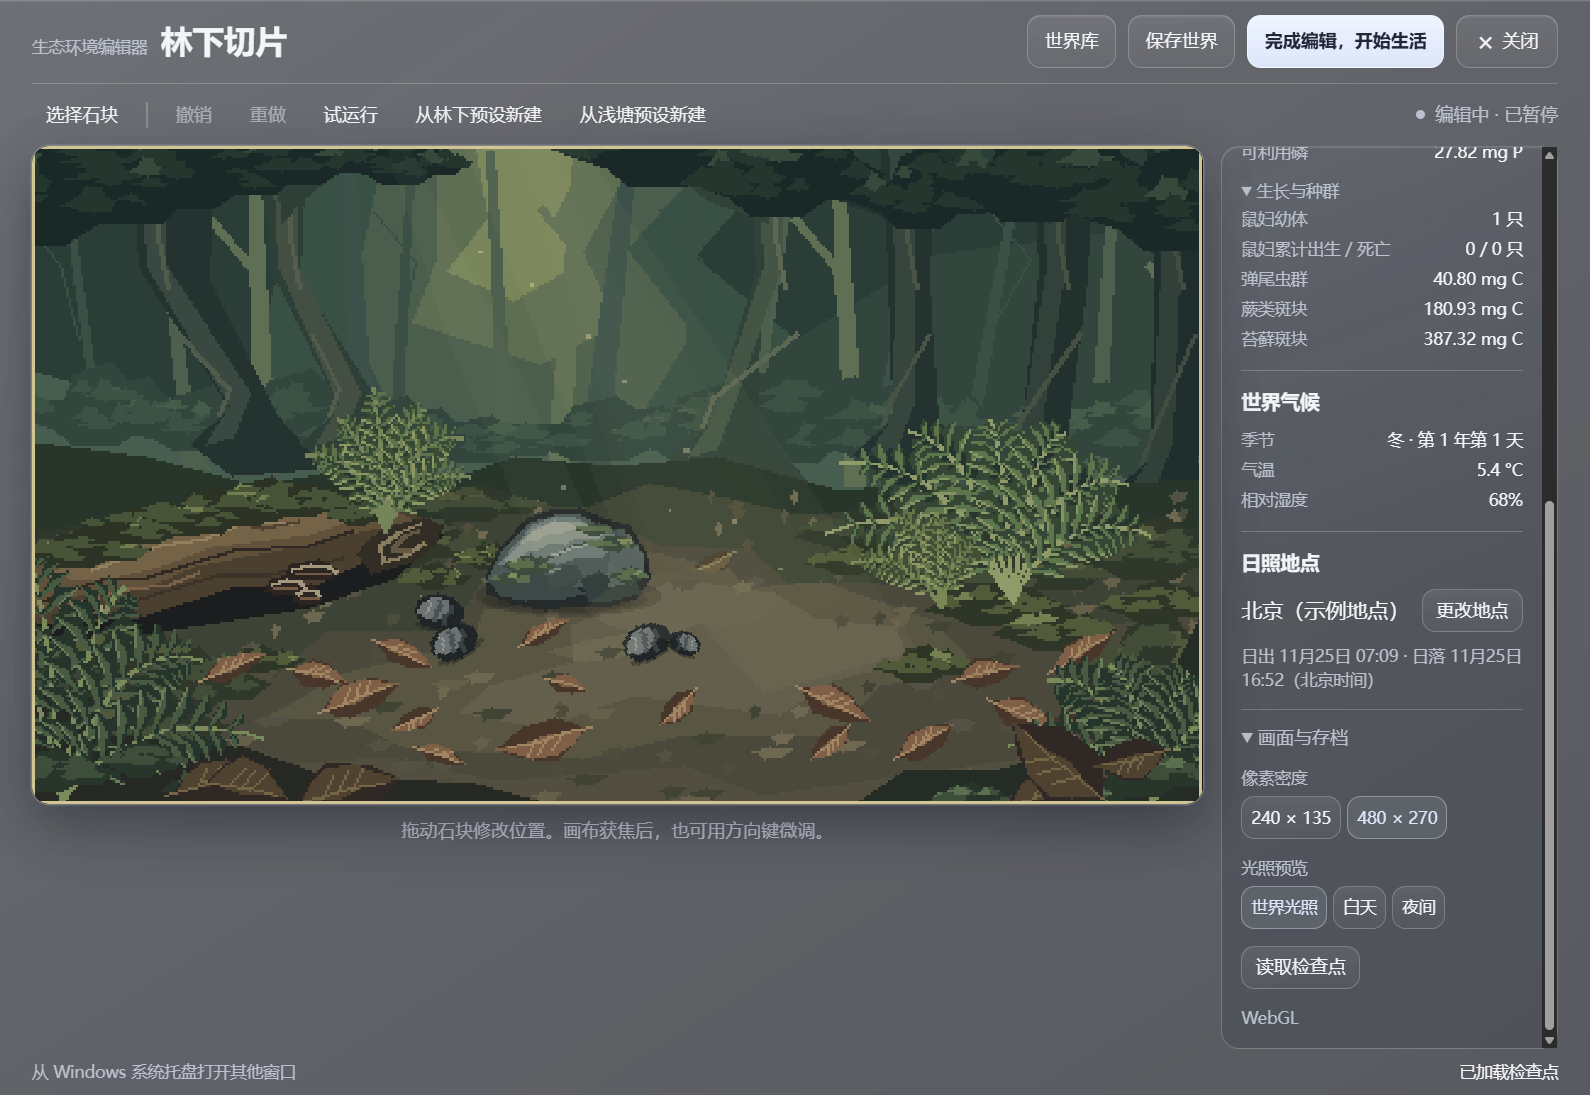 生态环境编辑器 林下切片 世界库 保存世界 完成编辑，开始生活 × 关闭
选择石块 撤销 重做 试运行 从林下预设新建 从浅塘预设新建 编辑中 · 已暂停
可利用磷 27.82 mg P
▼生长与种群
鼠妇幼体 1 只
鼠妇累计出生 / 死亡 0 / 0 只
弹尾虫群 40.80 mg C
蕨类斑块 180.93 mg C
苔藓斑块 387.32 mg C
世界气候
季节 冬 · 第 1 年第 1 天
气温 5.4 °C
相对湿度 68%
日照地点
北京（示例地点） 更改地点
日出 11月25日 07:09 · 日落 11月25日
16:52（北京时间）
▼画面与存档
像素密度
240 × 135 480 × 270
光照预览
世界光照 白天 夜间
读取检查点
WebGL
拖动石块修改位置。画布获焦后，也可用方向键微调。
从 Windows 系统托盘打开其他窗口 已加载检查点